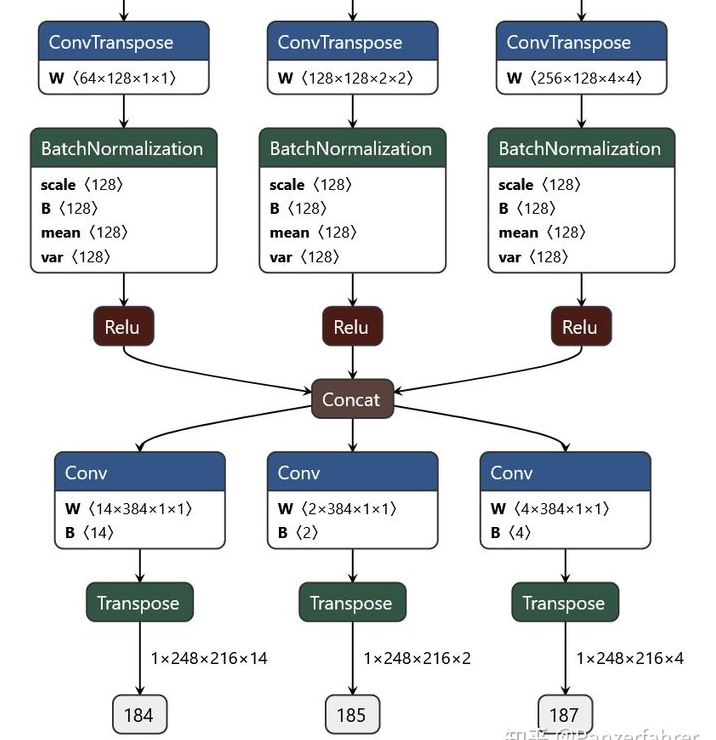 ConvTranspose
W 〈64×128×1×1〉
ConvTranspose
W 〈128×128×2×2〉
ConvTranspose
W 〈256×128×4×4〉
BatchNormalization
scale 〈128〉
B 〈128〉
mean 〈128〉
var 〈128〉
BatchNormalization
scale 〈128〉
B 〈128〉
mean 〈128〉
var 〈128〉
BatchNormalization
scale 〈128〉
B 〈128〉
mean 〈128〉
var 〈128〉
Relu
Relu
Relu
Concat
Conv
W 〈14×384×1×1〉
B 〈14〉
Conv
W 〈2×384×1×1〉
B 〈2〉
Conv
W 〈4×384×1×1〉
B 〈4〉
Transpose
Transpose
Transpose
1×248×216×14
1×248×216×2
1×248×216×4
184
185
187
知乎 @Panzerfahrer